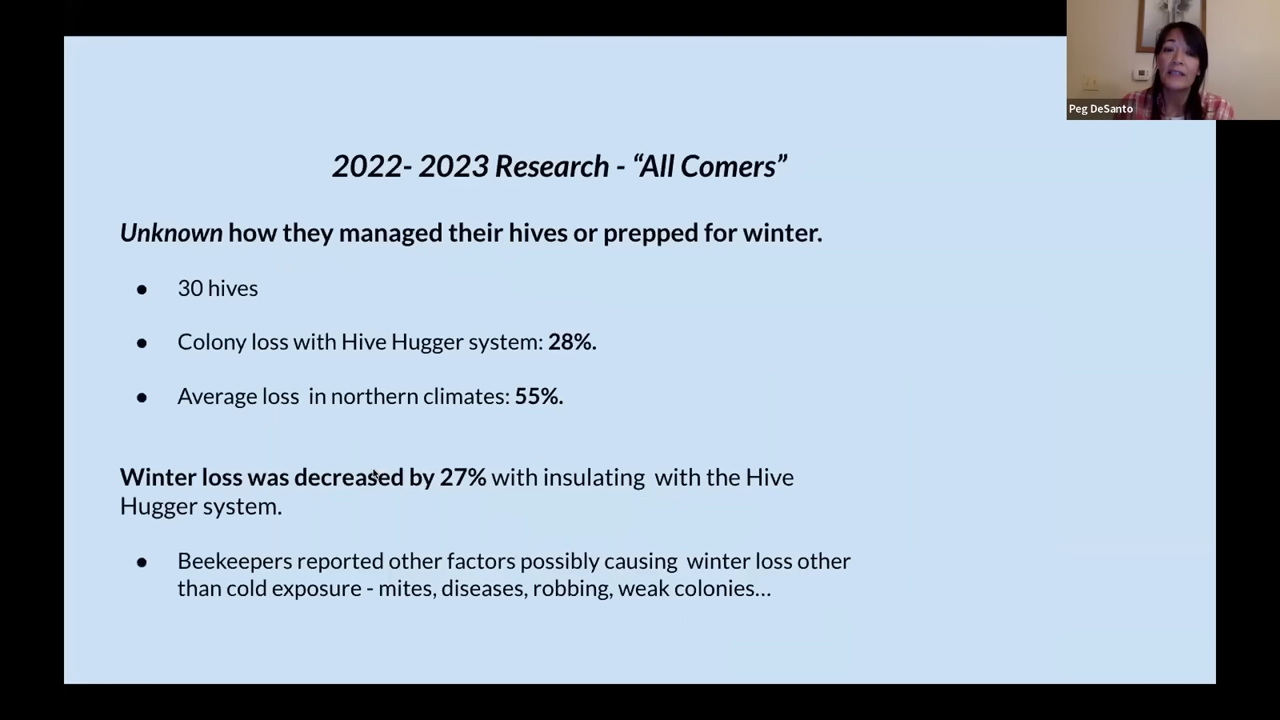 Peg DeSanto
2022- 2023 Research - “All Comers”
Unknown how they managed their hives or prepped for winter.
● 30 hives
● Colony loss with Hive Hugger system: 28%.
● Average loss in northern climates: 55%.
Winter loss was decreased by 27% with insulating with the Hive
Hugger system.
● Beekeepers reported other factors possibly causing winter loss other
than cold exposure - mites, diseases, robbing, weak colonies...